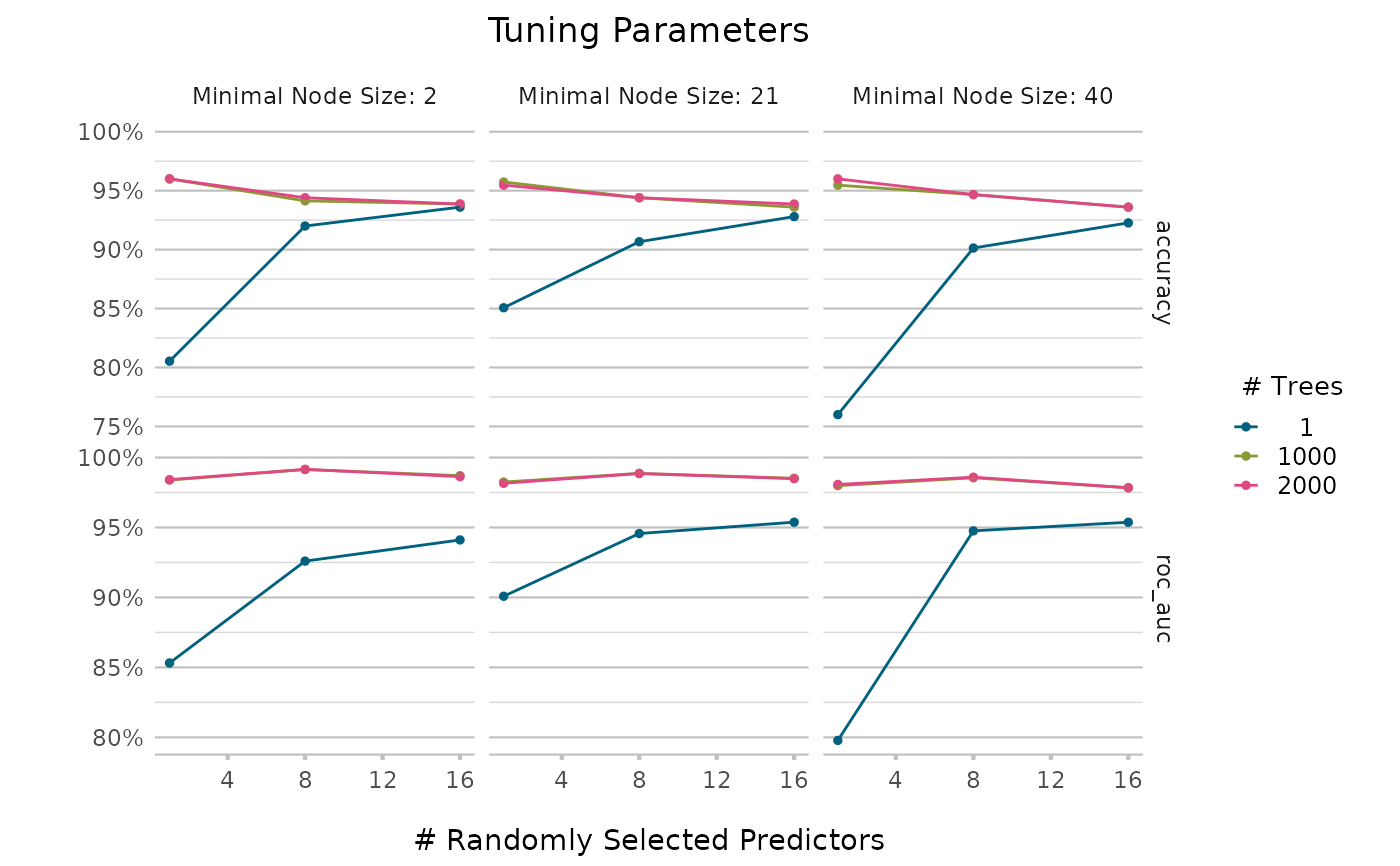 Tuning Parameters
Minimal Node Size: 2
Minimal Node Size: 21
Minimal Node Size: 40
100%
95%
90%
85%
80%
75%
accuracy
100%
95%
90%
85%
80%
roc_auc
4 8 12 16
4 8 12 16
4 8 12 16
# Randomly Selected Predictors
# Trees
1
1000
2000